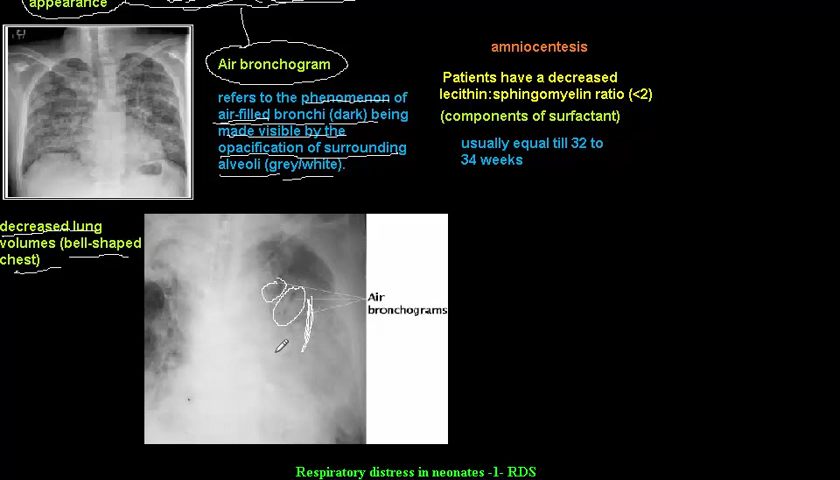 appearance
Air bronchogram
refers to the phenomenon of
air-filled bronchi (dark) being
made visible by the
opacification of surrounding
alveoli (grey/white).
amniocentesis
Patients have a decreased
lecithin:sphingomyelin ratio (<2)
(components of surfactant)
usually equal till 32 to
34 weeks
decreased lung
volumes (bell-shaped
chest)
Air
bronchograms
Respiratory distress in neonates -1- RDS